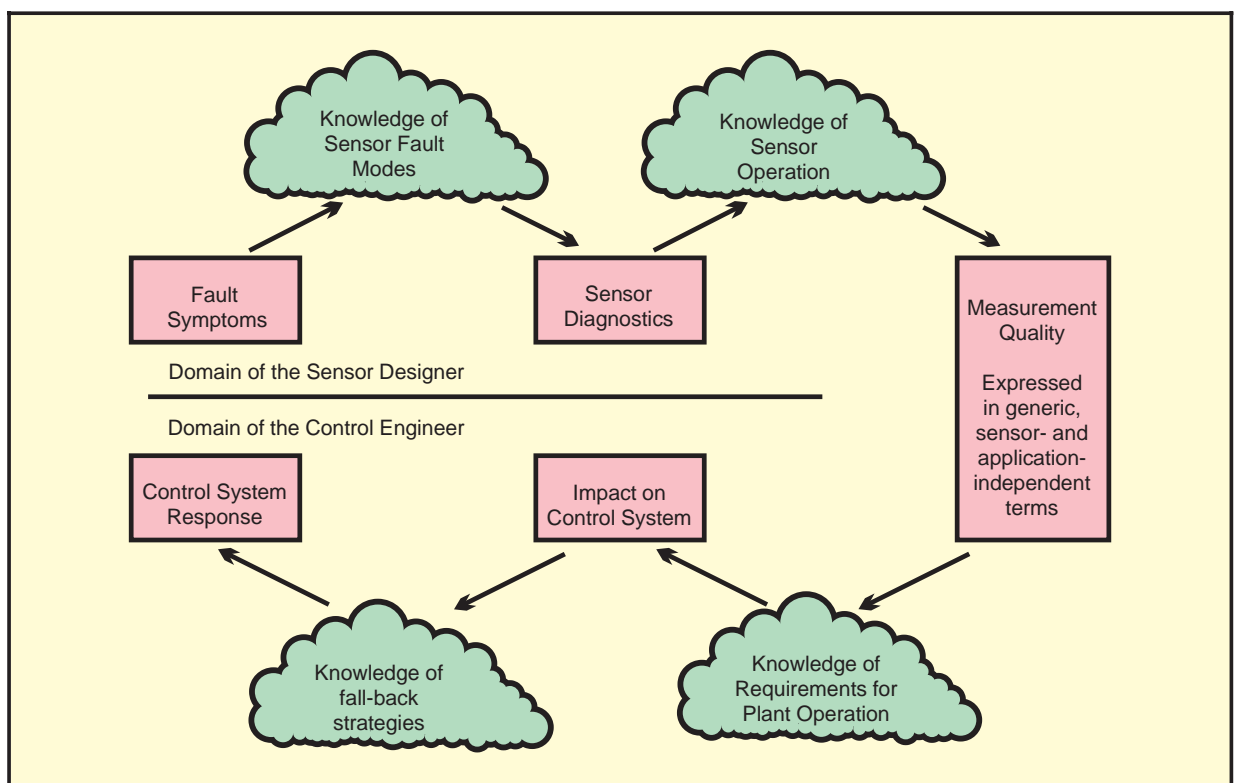 Knowledge of
Sensor Fault
Modes
Knowledge of
Sensor
Operation
Fault
Symptoms
Sensor
Diagnostics
Measurement
Quality
Expressed
in generic,
sensor- and
application-
independent
terms
Domain of the Sensor Designer
Domain of the Control Engineer
Control System
Response
Impact on
Control System
Knowledge of
fall-back
strategies
Knowledge of
Requirements for
Plant Operation